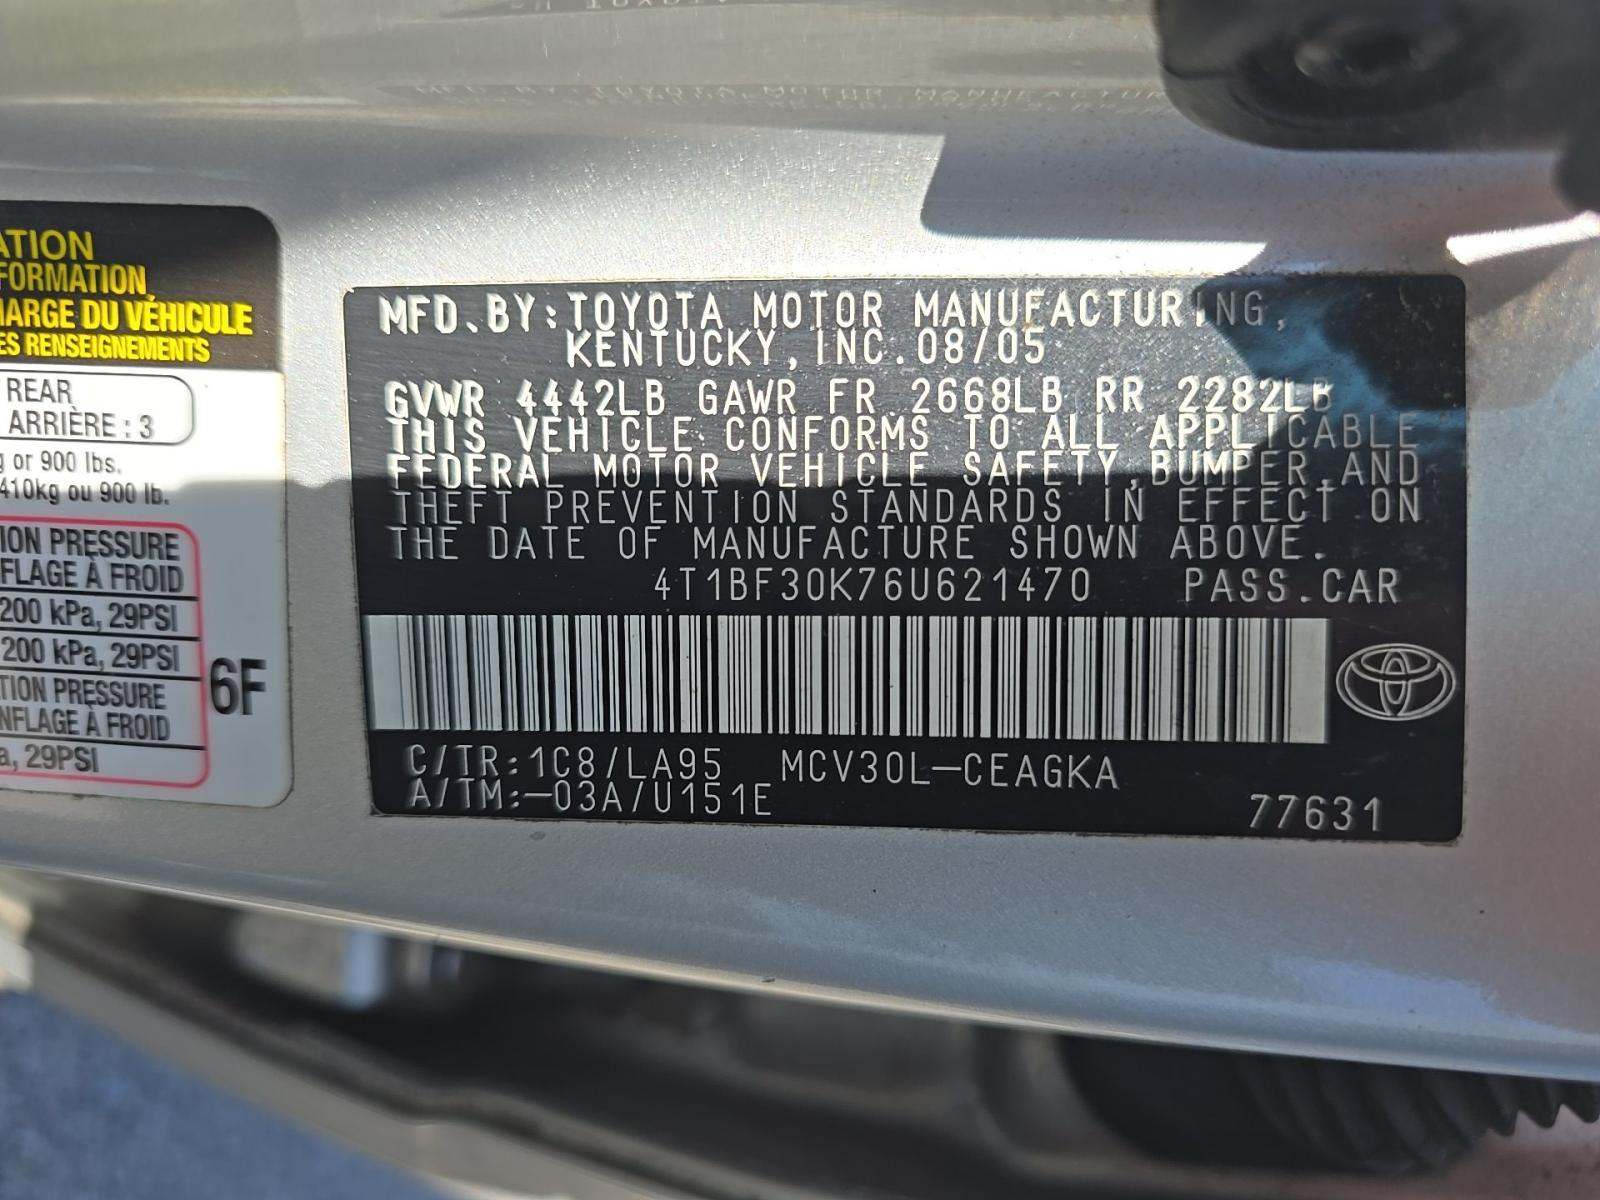 ATION
FORMATION
HARGE DU VÉHICULE
ES RENSEIGNEMENTS
REAR
ARRIÈRE : 3
g or 900 lbs.
410kg ou 900 lb.
ION PRESSURE
FLAGE À FROID
200 kPa, 29PSI
200 kPa, 29PSI
TION PRESSURE
NFLAGE À FROID
a, 29PSI
6F
MFD.BY:TOYOTA MOTOR MANUFACTURING,
KENTUCKY,INC.08/05
GVWR 4442LB GAWR FR 2668LB RR 2282LB
THIS VEHICLE CONFORMS TO ALL APPLICABLE
FEDERAL MOTOR VEHICLE SAFETY,BUMPER,AND
THEFT PREVENTION STANDARDS IN EFFECT ON
THE DATE OF MANUFACTURE SHOWN ABOVE.
4T1BF30K76U621470 PASS.CAR
C/TR:1C8/LA95 MCV30L-CEAGKA
A/TM:-03A/U151E
77631